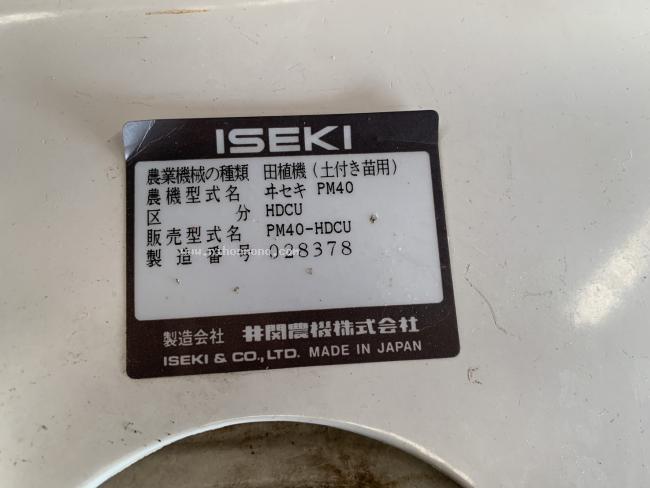 ISEKI
農業機械の種類 田植機(土付き苗用)
農機型式名 ヰセキ PM40
区分 HDCU
販売型式名 PM40-HDCU
製造番号 028378
製造会社 井関農機株式会社
ISEKI & CO., LTD. MADE IN JAPAN